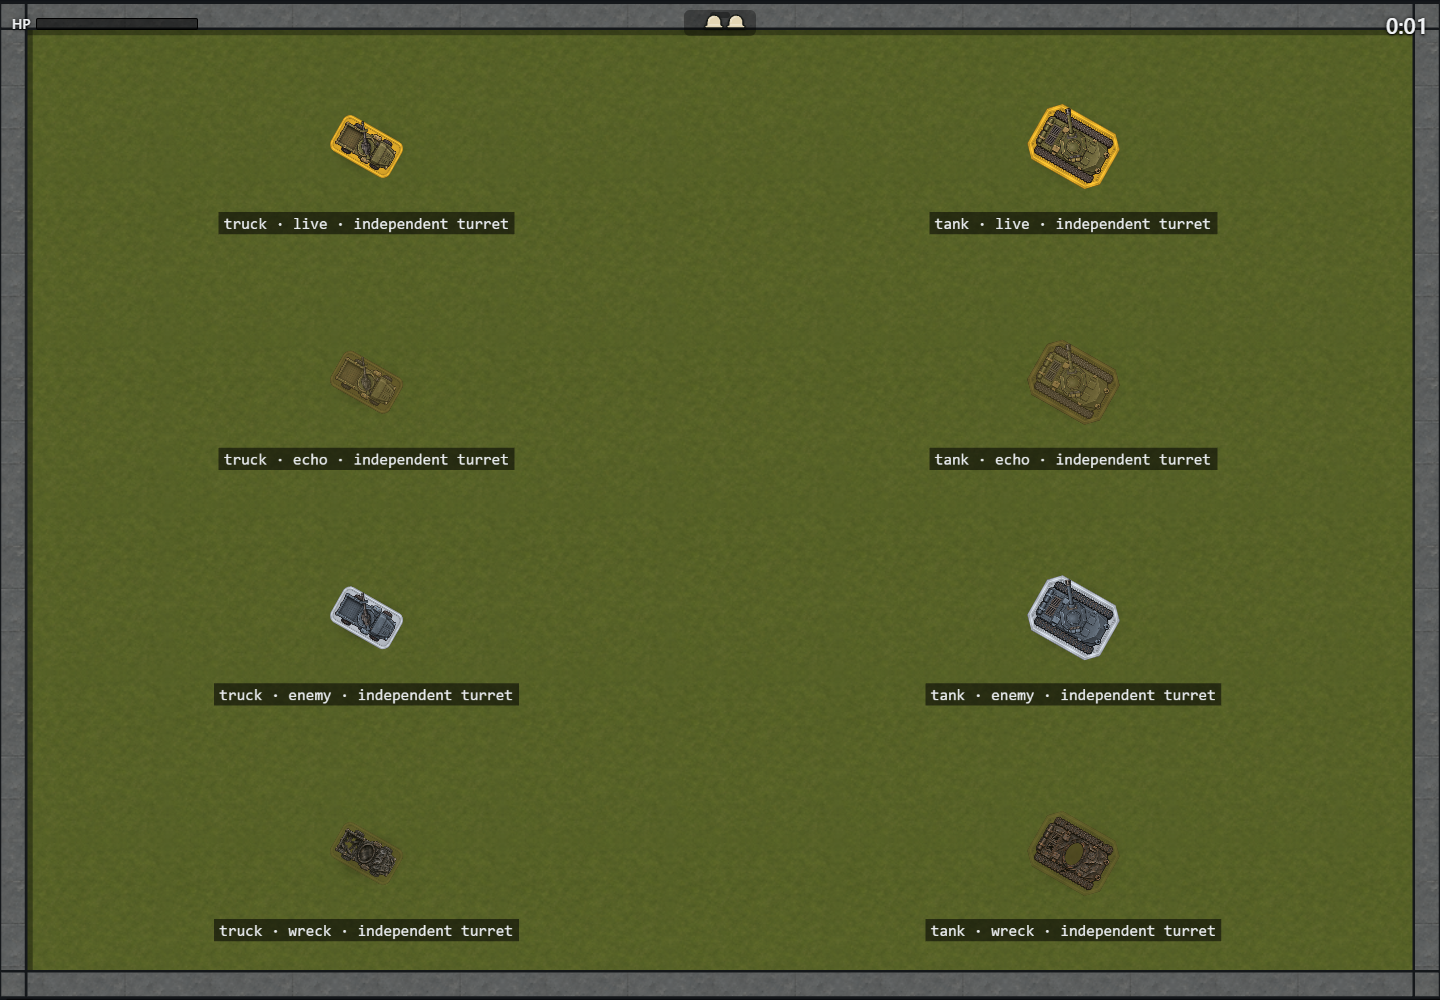 HP
0:01
truck · live · independent turret
tank · live · independent turret
truck · echo · independent turret
tank · echo · independent turret
truck · enemy · independent turret
tank · enemy · independent turret
truck · wreck · independent turret
tank · wreck · independent turret